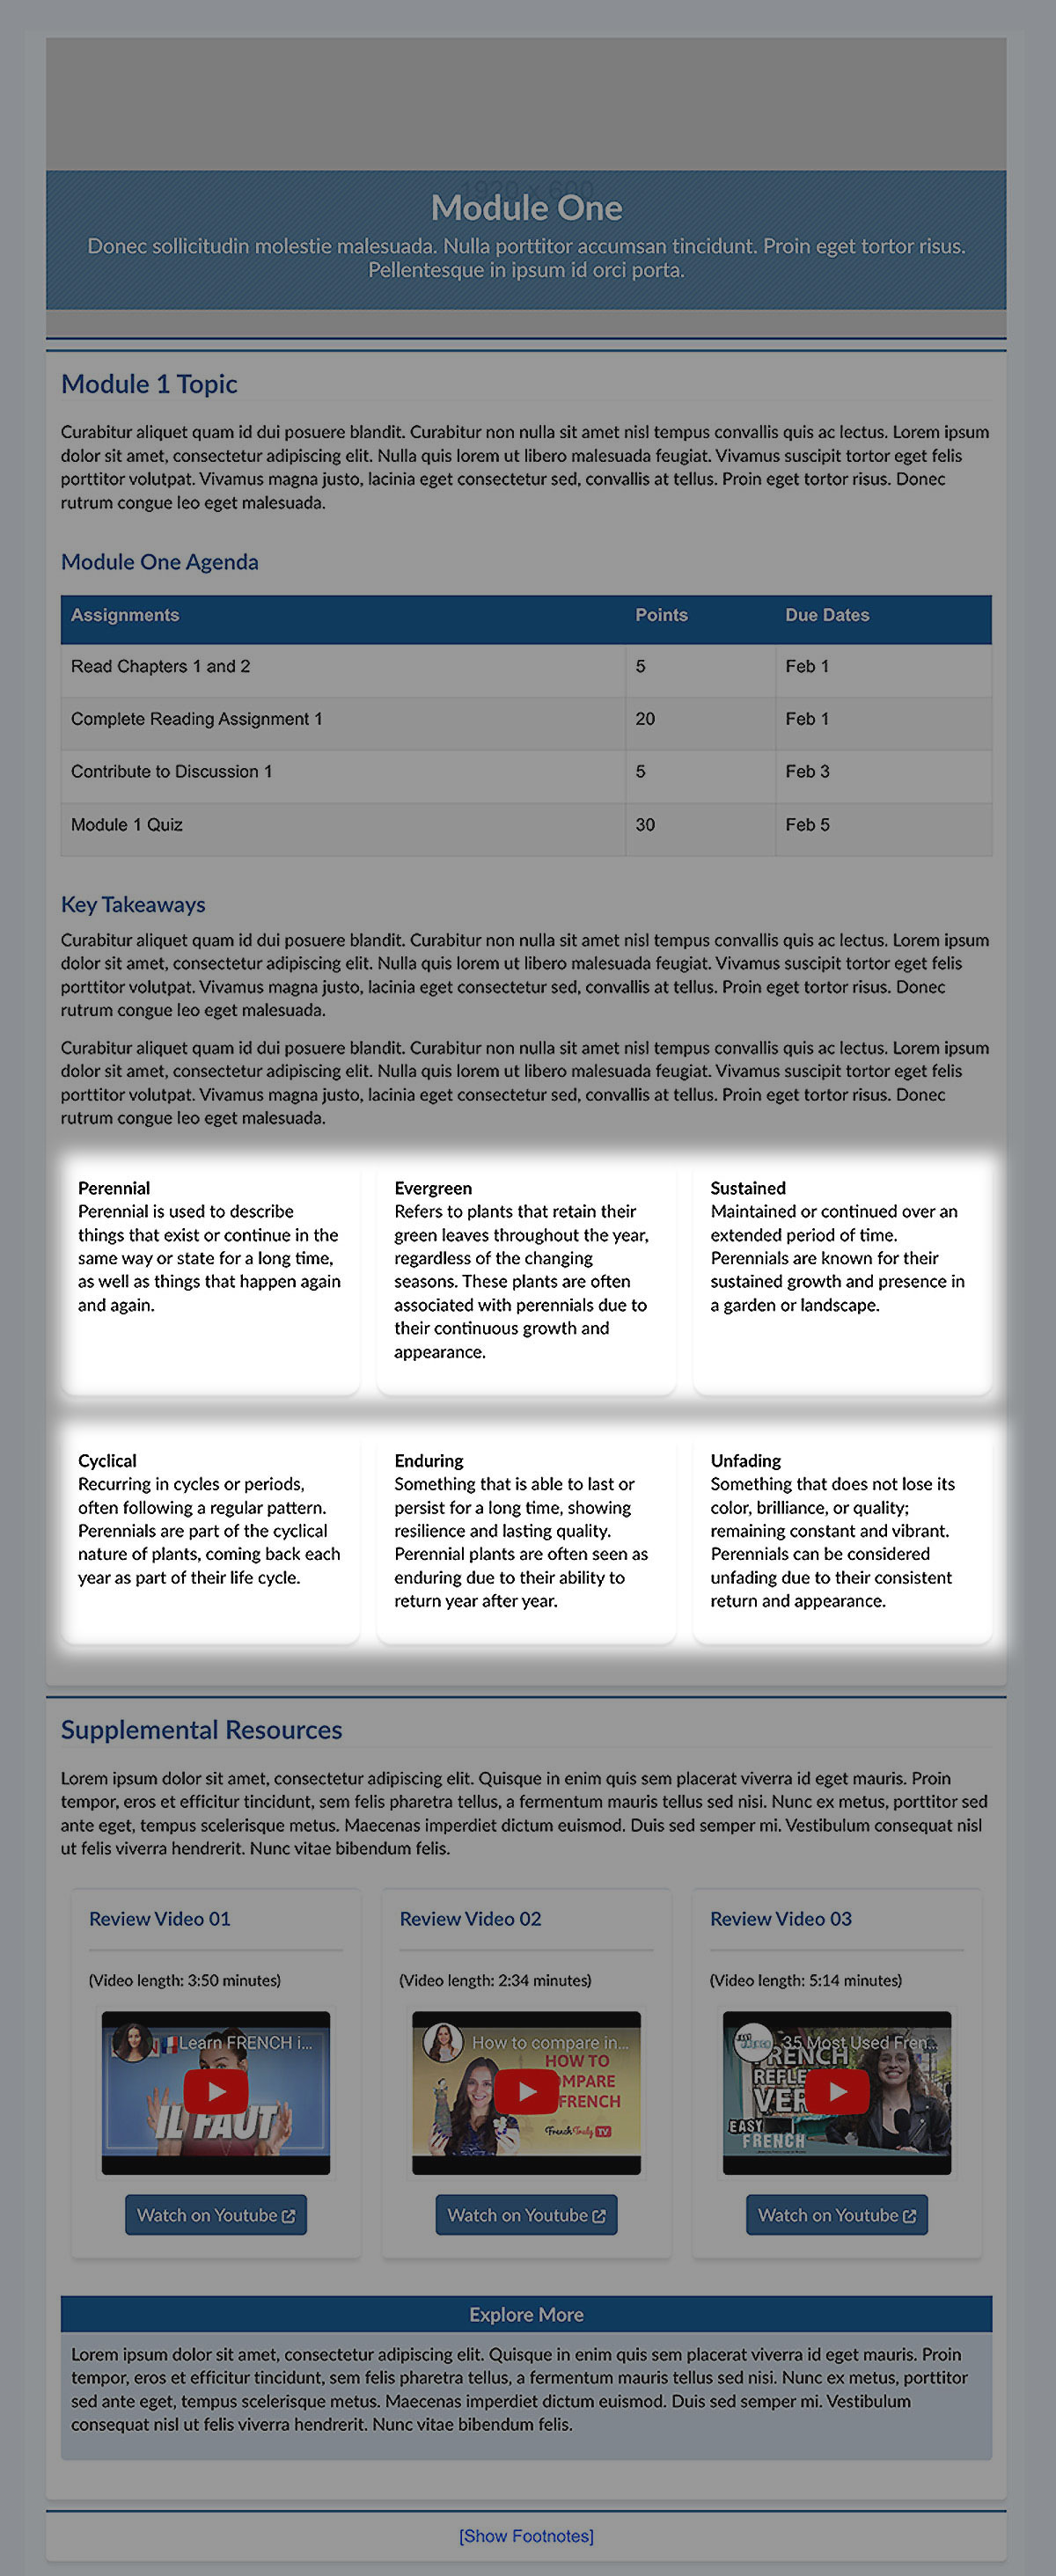 1920 x 600
Module One
Donec sollicitudin molestie malesuada. Nulla porttitor accumsan tincidunt. Proin eget tortor risus.
Pellentesque in ipsum id orci porta.
Module 1 Topic
Curabitur aliquet quam id dui posuere blandit. Curabitur non nulla sit amet nisl tempus convallis quis ac lectus. Lorem ipsum
dolor sit amet, consectetur adipiscing elit. Nulla quis lorem ut libero malesuada feugiat. Vivamus suscipit tortor eget felis
porttitor volutpat. Vivamus magna justo, lacinia eget consectetur sed, convallis at tellus. Proin eget tortor risus. Donec
rutrum congue leo eget malesuada.
Module One Agenda
Assignments Points Due Dates
Read Chapters 1 and 2 5 Feb 1
Complete Reading Assignment 1 20 Feb 1
Contribute to Discussion 1 5 Feb 3
Module 1 Quiz 30 Feb 5
Key Takeaways
Curabitur aliquet quam id dui posuere blandit. Curabitur non nulla sit amet nisl tempus convallis quis ac lectus. Lorem ipsum
dolor sit amet, consectetur adipiscing elit. Nulla quis lorem ut libero malesuada feugiat. Vivamus suscipit tortor eget felis
porttitor volutpat. Vivamus magna justo, lacinia eget consectetur sed, convallis at tellus. Proin eget tortor risus. Donec
rutrum congue leo eget malesuada.
Curabitur aliquet quam id dui posuere blandit. Curabitur non nulla sit amet nisl tempus convallis quis ac lectus. Lorem ipsum
dolor sit amet, consectetur adipiscing elit. Nulla quis lorem ut libero malesuada feugiat. Vivamus suscipit tortor eget felis
porttitor volutpat. Vivamus magna justo, lacinia eget consectetur sed, convallis at tellus. Proin eget tortor risus. Donec
rutrum congue leo eget malesuada.
Perennial
Perennial is used to describe
things that exist or continue in the
same way or state for a long time,
as well as things that happen again
and again.
Evergreen
Refers to plants that retain their
green leaves throughout the year,
regardless of the changing
seasons. These plants are often
associated with perennials due to
their continuous growth and
appearance.
Sustained
Maintained or continued over an
extended period of time.
Perennials are known for their
sustained growth and presence in
a garden or landscape.
Cyclical
Recurring in cycles or periods,
often following a regular pattern.
Perennials are part of the cyclical
nature of plants, coming back each
year as part of their life cycle.
Enduring
Something that is able to last or
persist for a long time, showing
resilience and lasting quality.
Perennial plants are often seen as
enduring due to their ability to
return year after year.
Unfading
Something that does not lose its
color, brilliance, or quality;
remaining constant and vibrant.
Perennials can be considered
unfading due to their consistent
return and appearance.
Supplemental Resources
Lorem ipsum dolor sit amet, consectetur adipiscing elit. Quisque in enim quis sem placerat viverra id eget mauris. Proin
tempor, eros et efficitur tincidunt, sem felis pharetra tellus, a fermentum mauris tellus sed nisi. Nunc ex metus, porttitor sed
ante eget, tempus scelerisque metus. Maecenas imperdiet dictum euismod. Duis sed semper mi. Vestibulum consequat nisl
ut felis viverra hendrerit. Nunc vitae bibendum felis.
Review Video 01
(Video length: 3:50 minutes)
Learn FRENCH i...
IL FAUT
Watch on Youtube
Review Video 02
(Video length: 2:34 minutes)
How to compare in...
HOW TO
OMPARE
FRENCH
French Truly TV
Watch on Youtube
Review Video 03
(Video length: 5:14 minutes)
35 Most Used Fren...
RENCH
REFLE
VER
EASY
FRENCH
Watch on Youtube
Explore More
Lorem ipsum dolor sit amet, consectetur adipiscing elit. Quisque in enim quis sem placerat viverra id eget mauris. Proin
tempor, eros et efficitur tincidunt, sem felis pharetra tellus, a fermentum mauris tellus sed nisi. Nunc ex metus, porttitor
sed ante eget, tempus scelerisque metus. Maecenas imperdiet dictum euismod. Duis sed semper mi. Vestibulum
consequat nisl ut felis viverra hendrerit. Nunc vitae bibendum felis.
[Show Footnotes]